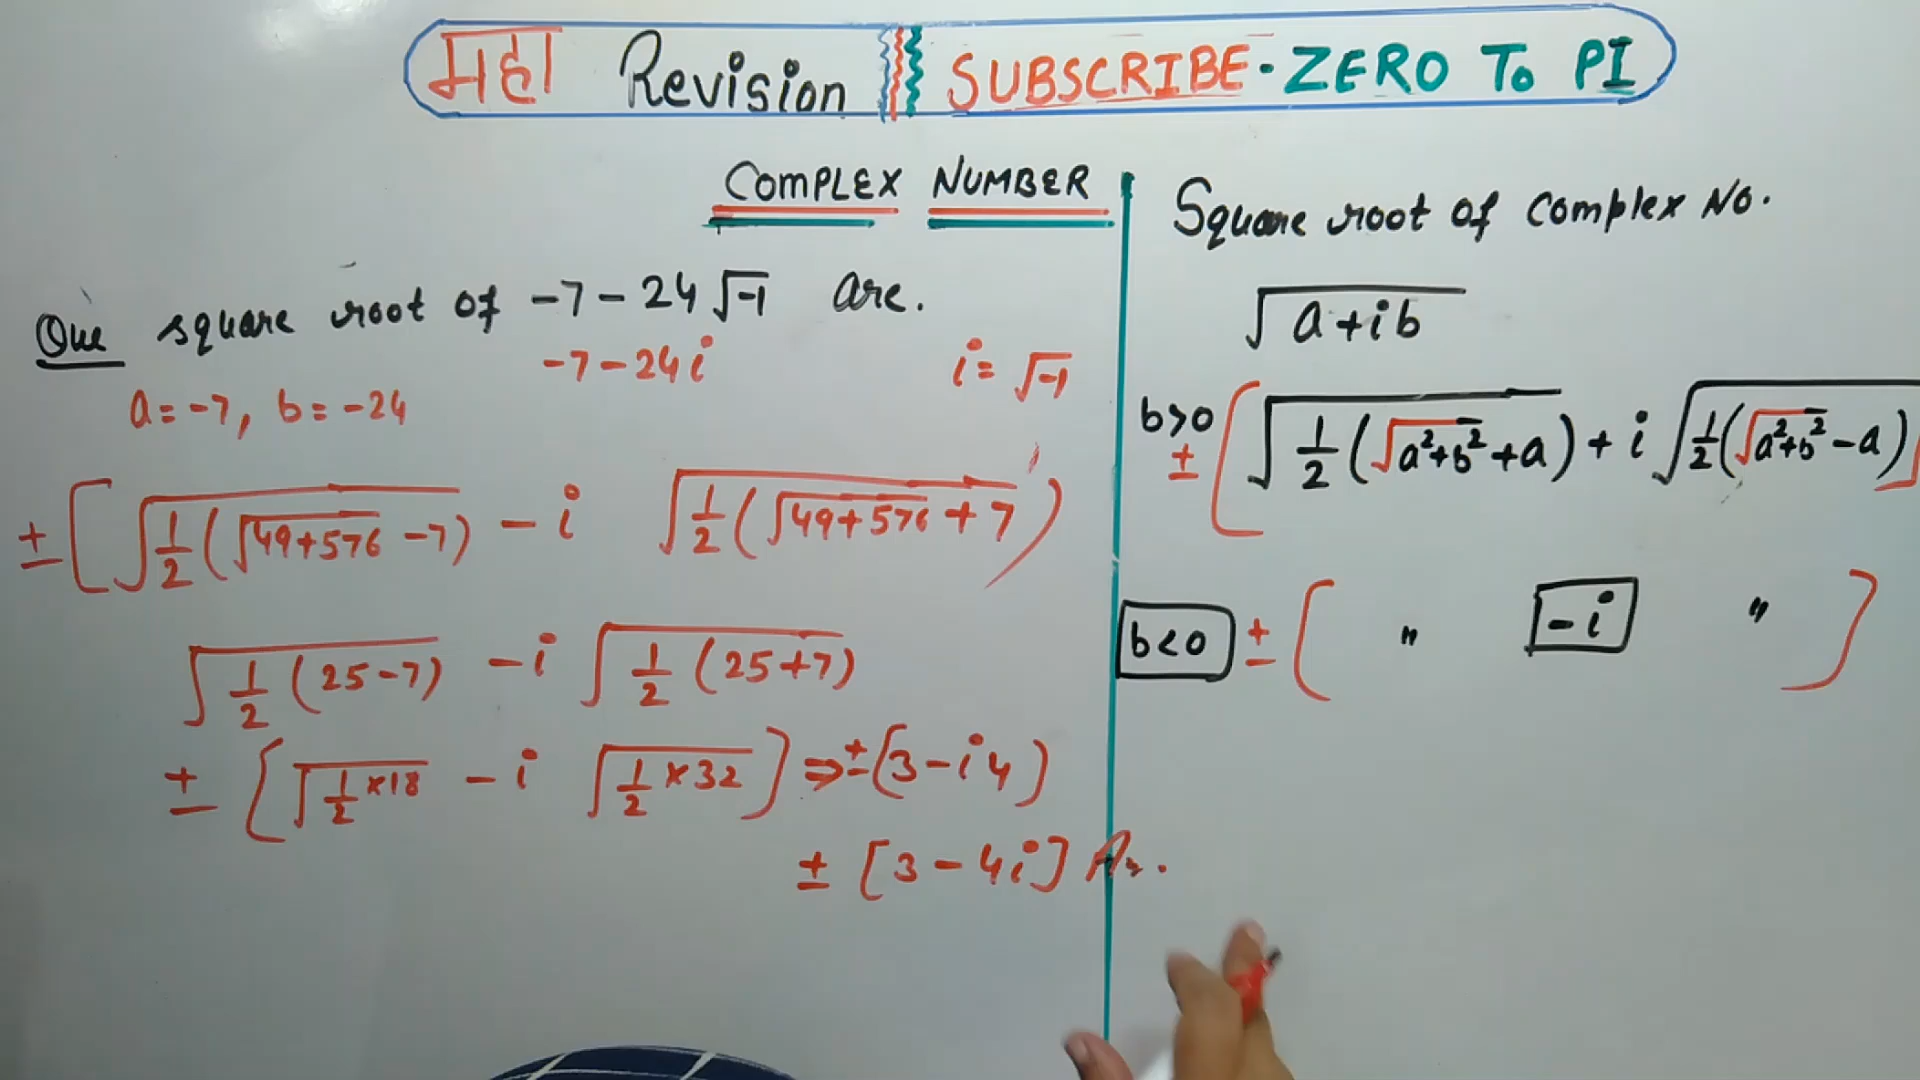 महा Revision SUBSCRIBE-ZERO TO PI
COMPLEX NUMBER
Que square root of -7-24√-1 are.
-7-24i i=√-1
a=-7, b=-24
±[√(1/2(√(49+576) -7)) -i √(1/2(√(49+576) +7))]
√(1/2(25-7)) -i √(1/2(25+7))
±[√(1/2×18) -i √(1/2×32)] ⇒±(3-i4)
±[3-4i] As.
Square root of complex No.
√(a+ib)
b>0 ±[√(1/2(√(a²+b²)+a)) + i√(1/2(√(a²+b²)-a))]
b<0 ±[ " -i " ]